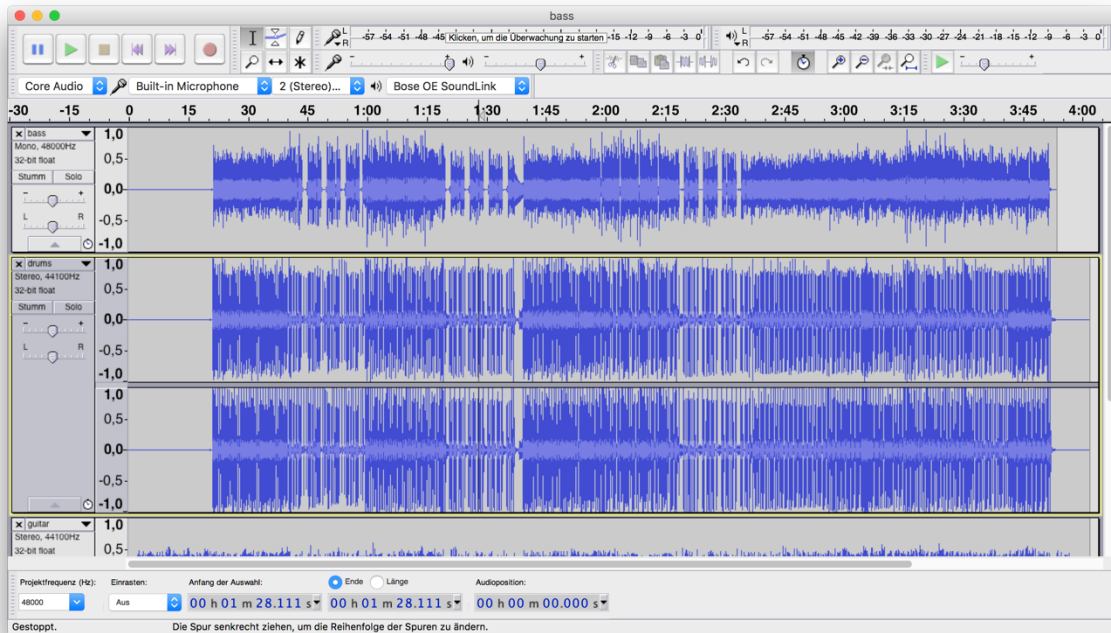 bass
L
R
-57 -54 -51 -48 -45 Klicken, um die Überwachung zu starten -15 -12 -9 -6 -3 0
L
R
-57 -54 -51 -48 -45 -42 -39 -36 -33 -30 -27 -24 -21 -18 -15 -12 -9 -6 -3 0
- +
- +
- +
Core Audio Built-in Microphone 2 (Stereo)... Bose OE SoundLink
-30 -15 0 15 30 45 1:00 1:15 1:30 1:45 2:00 2:15 2:30 2:45 3:00 3:15 3:30 3:45 4:00
x bass
Mono, 48000Hz
32-bit float
Stumm Solo
- +
L R
1,0
0,5-
0,0-
-0,5-
-1,0
x drums
Stereo, 44100Hz
32-bit float
Stumm Solo
- +
L R
1,0
0,5-
0,0-
-0,5-
-1,0
1,0
0,5-
0,0-
-0,5-
-1,0
x guitar
Stereo, 44100Hz
32-bit float
1,0
0,5-
Projektfrequenz (Hz): Einrasten: Anfang der Auswahl: Ende Länge Audioposition:
48000 Aus 00 h 01 m 28.111 s 00 h 01 m 28.111 s 00 h 00 m 00.000 s
Gestoppt. Die Spur senkrecht ziehen, um die Reihenfolge der Spuren zu ändern.